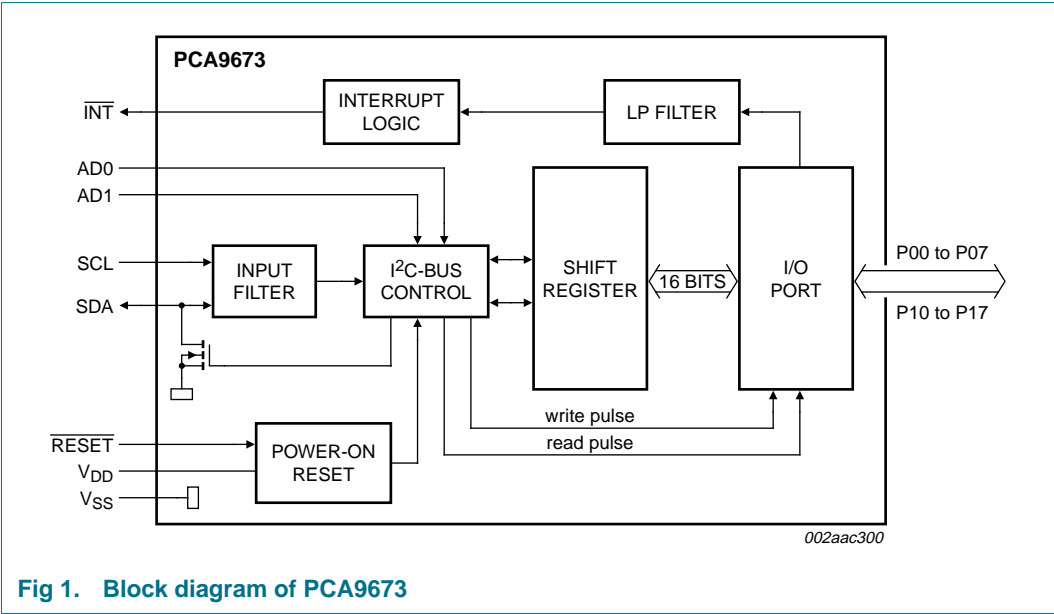 PCA9673
INT
INTERRUPT
LOGIC
LP FILTER
AD0
AD1
SCL
SDA
INPUT
FILTER
I²C-BUS
CONTROL
SHIFT
REGISTER
16 BITS
I/O
PORT
P00 to P07
P10 to P17
write pulse
read pulse
RESET
VDD
VSS
POWER-ON
RESET
002aac300
Fig 1. Block diagram of PCA9673